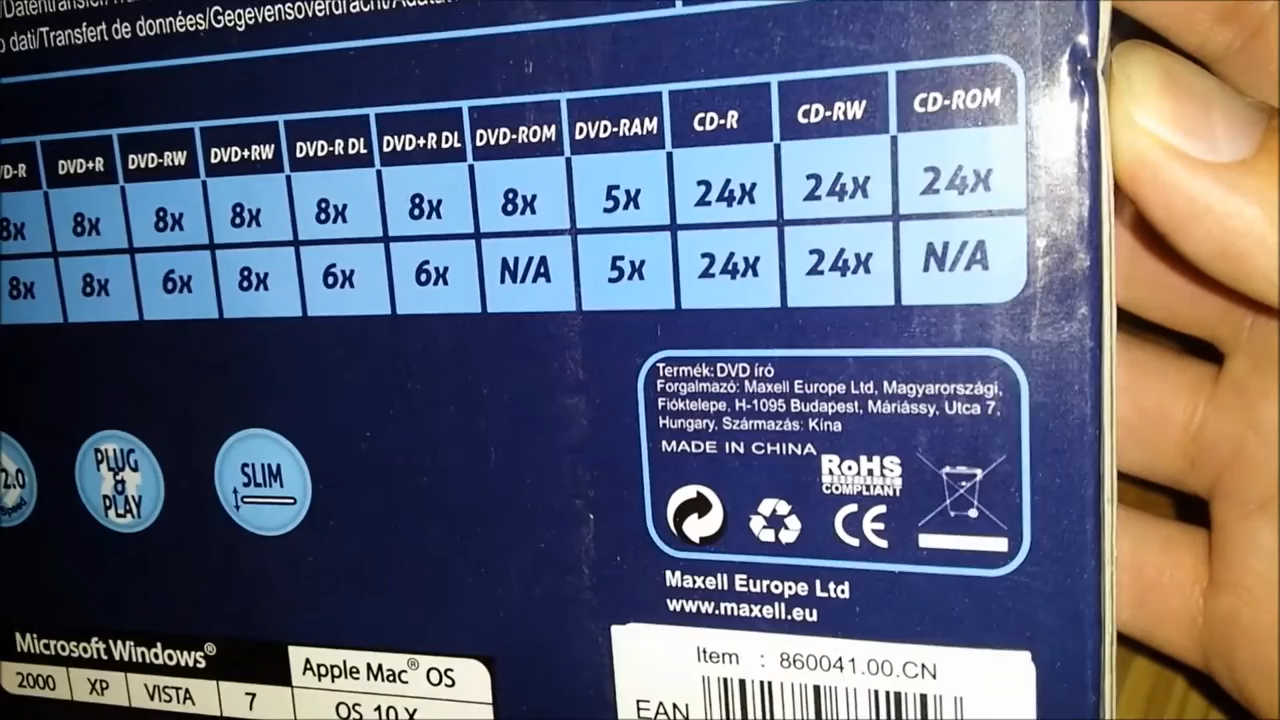 dati/Transfert de données/Gegevensoverdracht/
DVD+R DVD-RW DVD+RW DVD-R DL DVD+R DL DVD-ROM DVD-RAM CD-R CD-RW CD-ROM
8x 8x 8x 8x 8x 8x 8x 5x 24x 24x 24x
8x 8x 6x 8x 6x 6x N/A 5x 24x 24x N/A
Termék: DVD író
Forgalmazó: Maxell Europe Ltd, Magyarországi,
Fióktelepe, H-1095 Budapest, Máriássy, Utca 7,
Hungary, Származás: Kína
MADE IN CHINA
RoHS
COMPLIANT
CE
2.0
Speed
PLUG
&
PLAY
SLIM
Maxell Europe Ltd
www.maxell.eu
Microsoft Windows®
2000 XP VISTA 7
Apple Mac® OS
OS 10.X
Item : 860041.00.CN
EAN